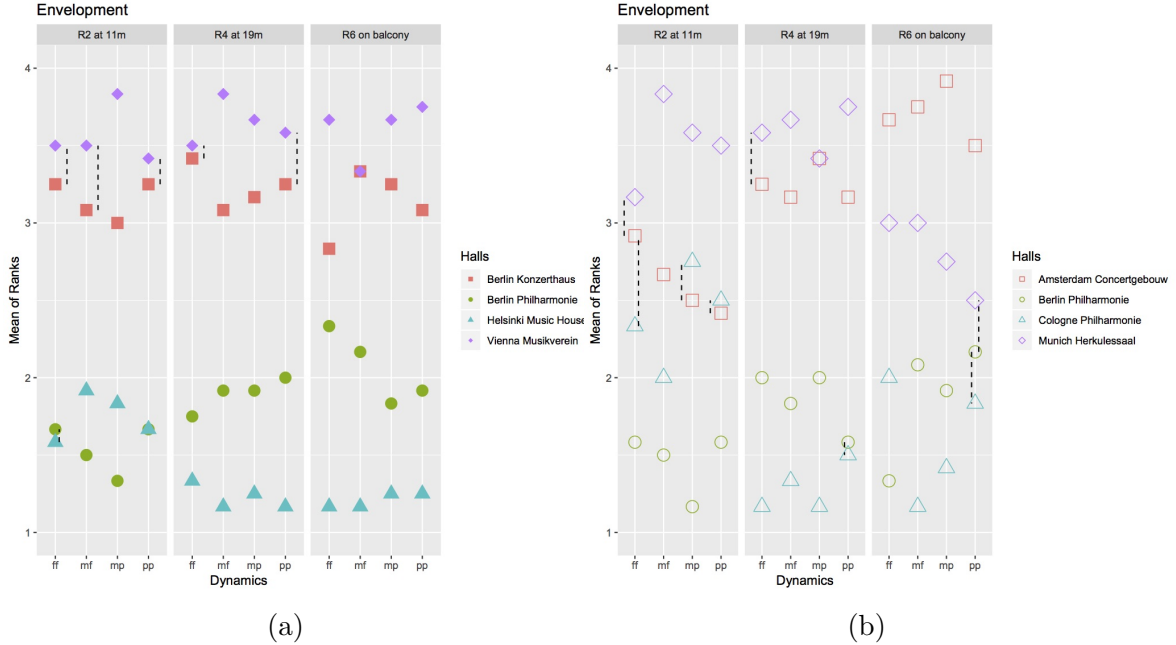 Envelopment
R2 at 11m
R4 at 19m
R6 on balcony
4
3
2
1
Mean of Ranks
ff mf mp pp
ff mf mp pp
ff mf mp pp
Dynamics
Halls
Berlin Konzerthaus
Berlin Philharmonie
Helsinki Music House
Vienna Musikverein
(a)
Envelopment
R2 at 11m
R4 at 19m
R6 on balcony
4
3
2
1
Mean of Ranks
ff mf mp pp
ff mf mp pp
ff mf mp pp
Dynamics
Halls
Amsterdam Concertgebouw
Berlin Philharmonie
Cologne Philharmonie
Munich Herkulessaal
(b)